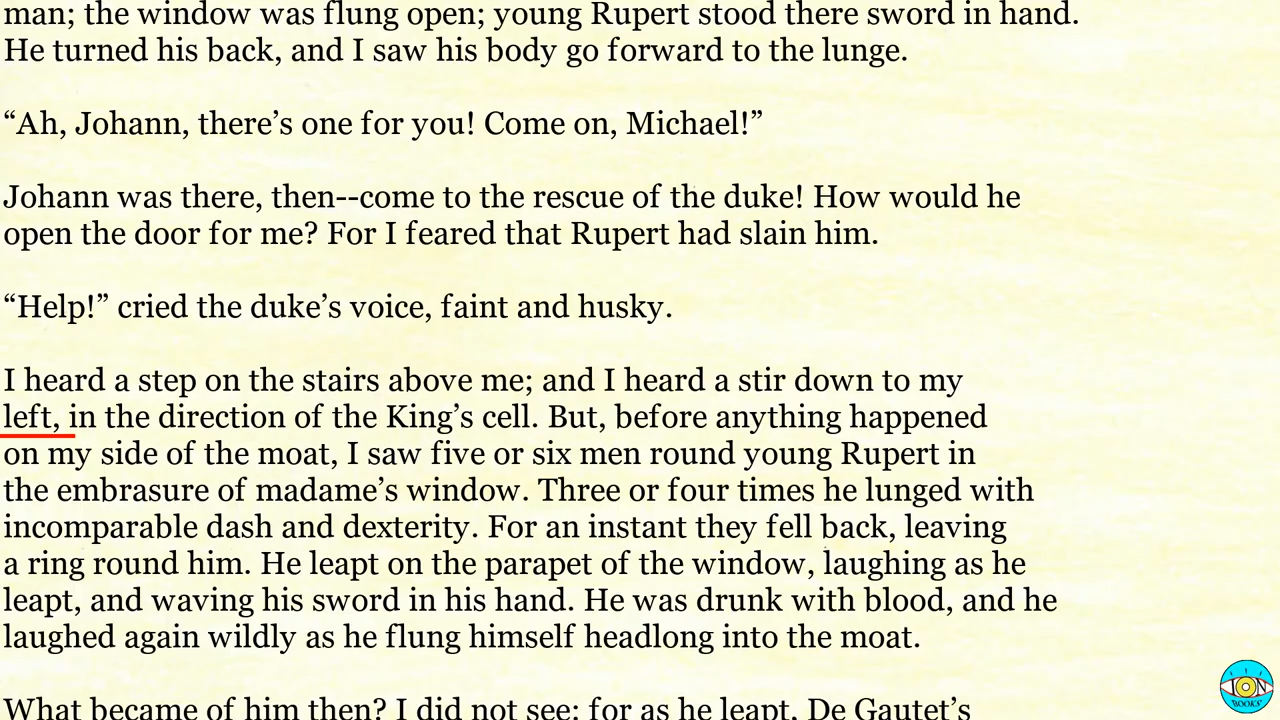 man; the window was flung open; young Rupert stood there sword in hand.
He turned his back, and I saw his body go forward to the lunge.
“Ah, Johann, there’s one for you! Come on, Michael!”
Johann was there, then--come to the rescue of the duke! How would he
open the door for me? For I feared that Rupert had slain him.
“Help!” cried the duke’s voice, faint and husky.
I heard a step on the stairs above me; and I heard a stir down to my
left, in the direction of the King’s cell. But, before anything happened
on my side of the moat, I saw five or six men round young Rupert in
the embrasure of madame’s window. Three or four times he lunged with
incomparable dash and dexterity. For an instant they fell back, leaving
a ring round him. He leapt on the parapet of the window, laughing as he
leapt, and waving his sword in his hand. He was drunk with blood, and he
laughed again wildly as he flung himself headlong into the moat.
What became of him then? I did not see: for as he leapt, De Gautet’s
ION
BOOKS